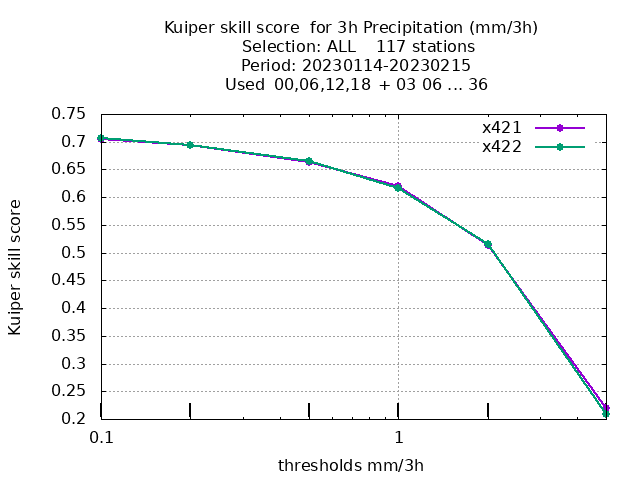 Kuiper skill score for 3h Precipitation (mm/3h)
Selection: ALL 117 stations
Period: 20230114-20230215
Used 00,06,12,18 + 03 06 ... 36
x421
x422
0.75
0.7
0.65
0.6
0.55
0.5
0.45
0.4
0.35
0.3
0.25
0.2
Kuiper skill score
0.1 1
thresholds mm/3h